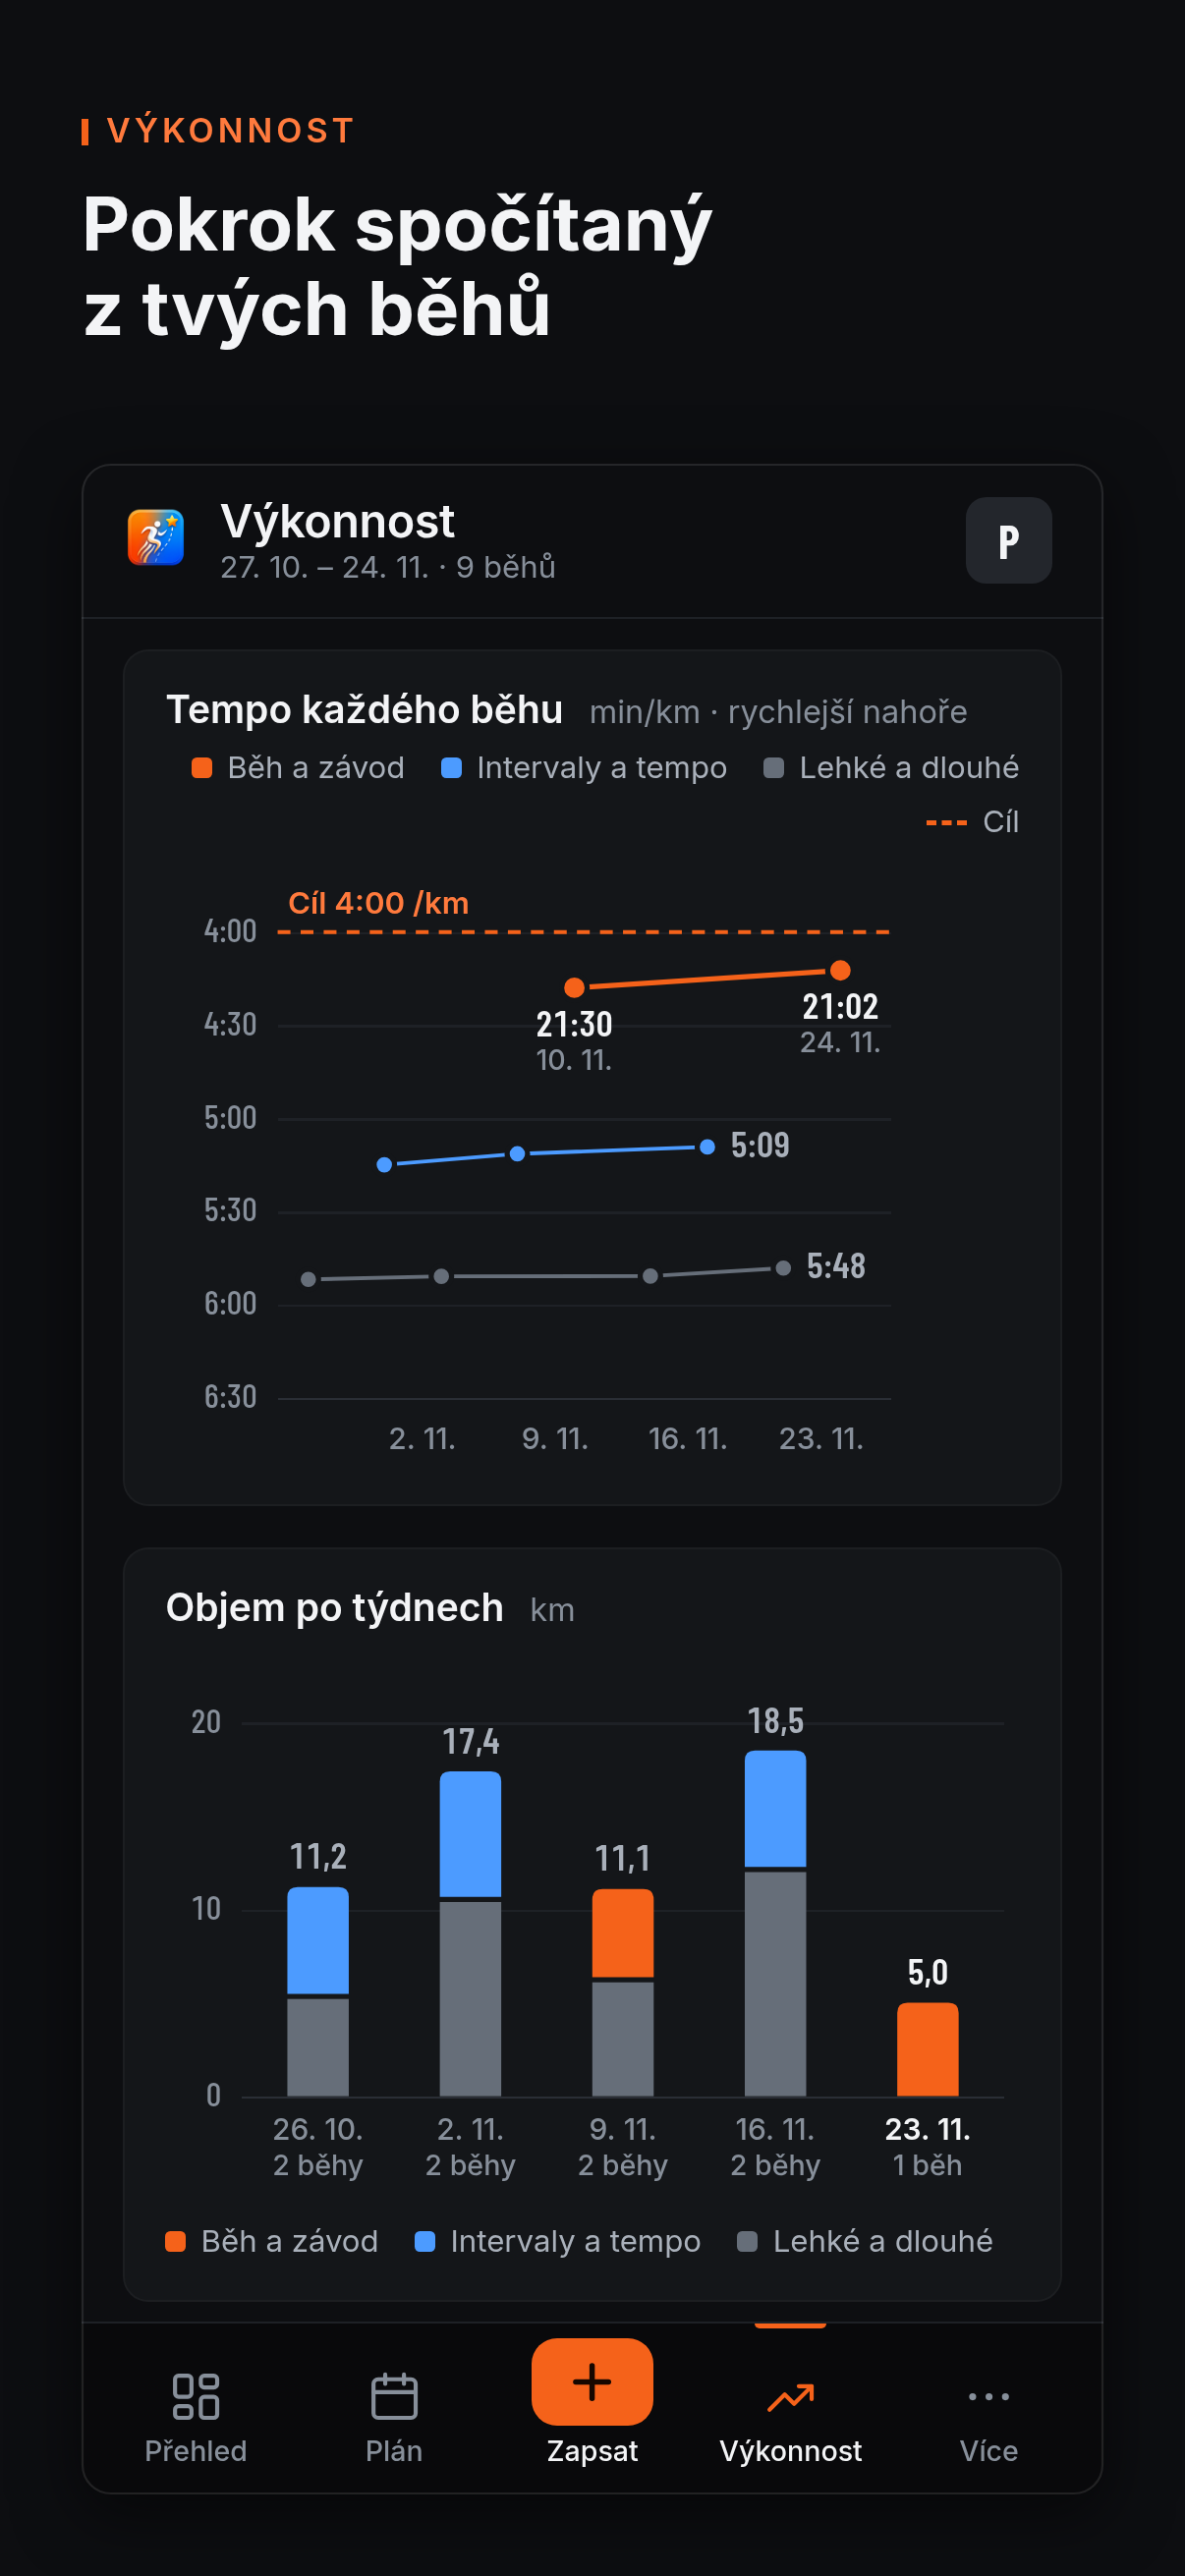 VÝKONNOST
Pokrok spočítaný
z tvých běhů
Výkonnost
27. 10. – 24. 11. · 9 běhů
P
Tempo každého běhu min/km · rychlejší nahoře
Běh a závod Intervaly a tempo Lehké a dlouhé
Cíl
Cíl 4:00 /km
4:00
21:02
21:30
4:30
24. 11.
10. 11.
5:00
5:09
5:30
5:48
6:00
6:30
2. 11. 9. 11. 16. 11. 23. 11.
Objem po týdnech km
20
18,5
17,4
11,2
11,1
10
5,0
0
26. 10. 2. 11. 9. 11. 16. 11. 23. 11.
2 běhy 2 běhy 2 běhy 2 běhy 1 běh
Běh a závod Intervaly a tempo Lehké a dlouhé
Přehled Plán Zapsat Výkonnost Více